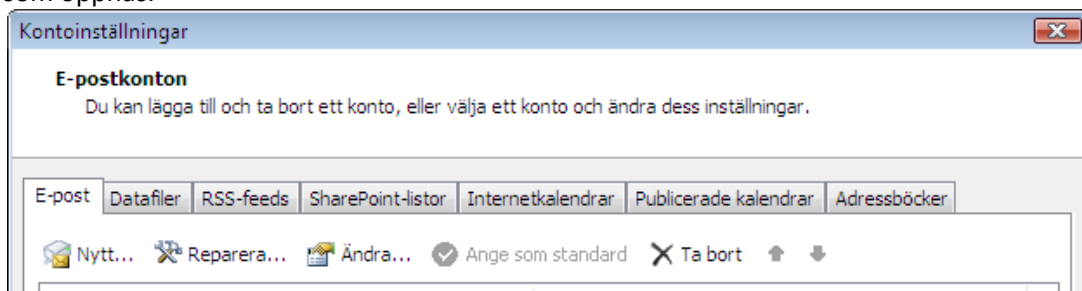 som öppnas.
Kontoinställningar
E-postkonton
Du kan lägga till och ta bort ett konto, eller välja ett konto och ändra dess inställningar.
E-post Datafiler RSS-feeds SharePoint-listor Internetkalendrar Publicerade kalendrar Adressböcker
Nytt... Reparera... Ändra... Ange som standard Ta bort